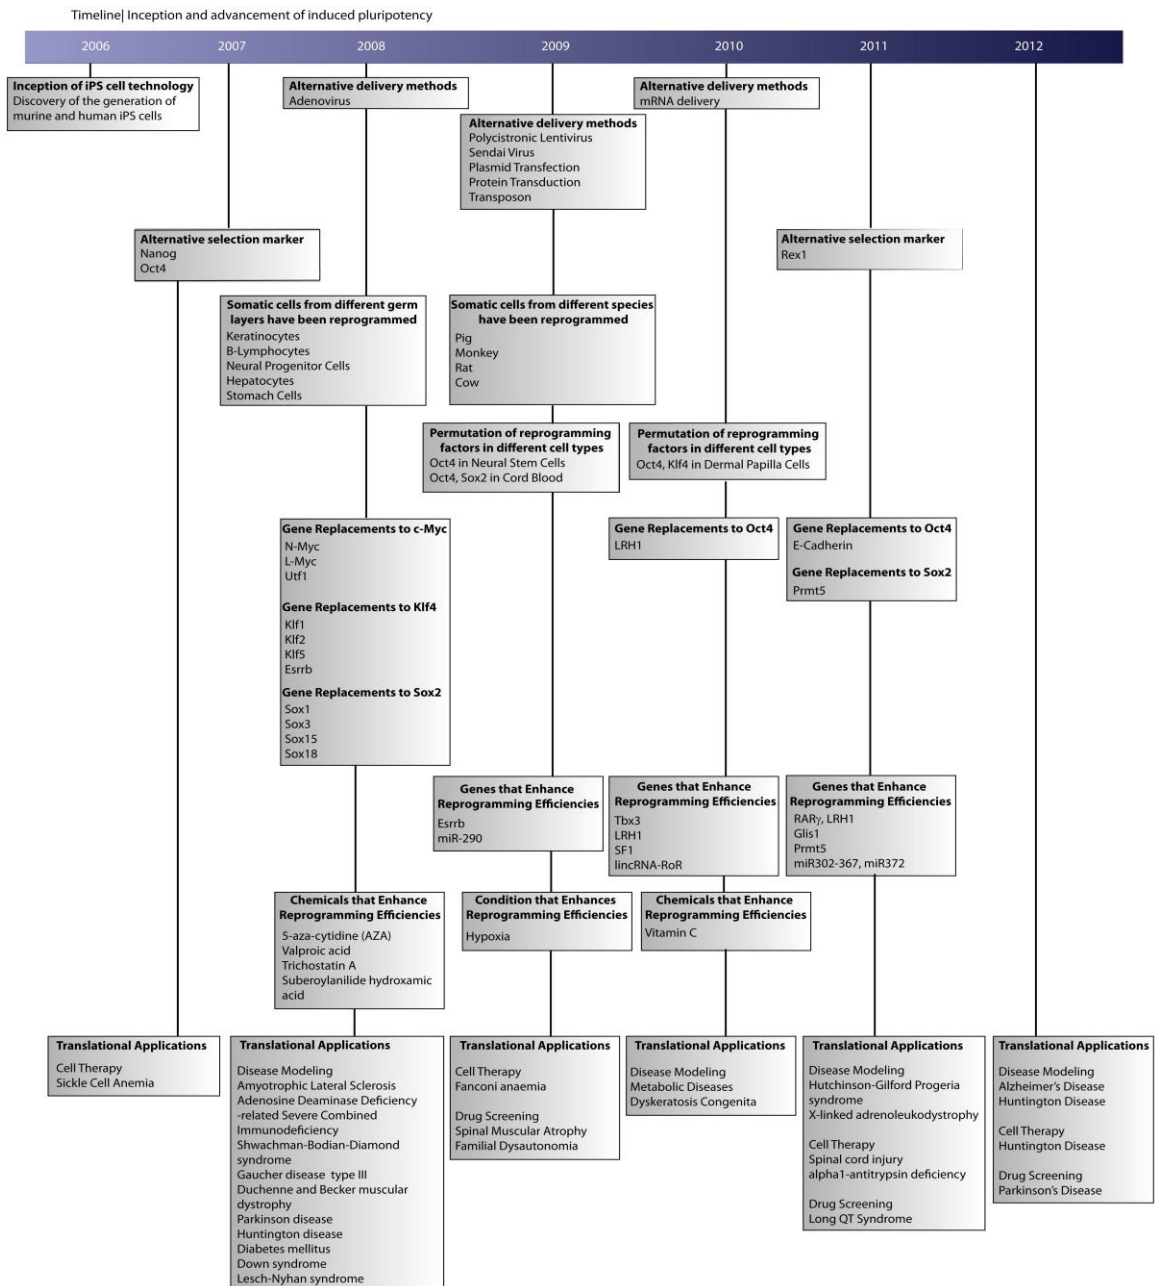 Timeline| Inception and advancement of induced pluripotency
2006
2007
2008
2009
2010
2011
2012
Inception of iPS cell technology
Discovery of the generation of
murine and human iPS cells
Alternative delivery methods
Adenovirus
Alternative delivery methods
mRNA delivery
Alternative delivery methods
Polycistronic Lentivirus
Sendai Virus
Plasmid Transfection
Protein Transduction
Transposon
Alternative selection marker
Nanog
Oct4
Alternative selection marker
Rex1
Somatic cells from different germ
layers have been reprogrammed
Keratinocytes
B-Lymphocytes
Neural Progenitor Cells
Hepatocytes
Stomach Cells
Somatic cells from different species
have been reprogrammed
Pig
Monkey
Rat
Cow
Permutation of reprogramming
factors in different cell types
Oct4 in Neural Stem Cells
Oct4, Sox2 in Cord Blood
Permutation of reprogramming
factors in different cell types
Oct4, Klf4 in Dermal Papilla Cells
Gene Replacements to c-Myc
N-Myc
L-Myc
Utf1
Gene Replacements to Klf4
Klf1
Klf2
Klf5
Esrrb
Gene Replacements to Sox2
Sox1
Sox3
Sox15
Sox18
Gene Replacements to Oct4
LRH1
Gene Replacements to Oct4
E-Cadherin
Gene Replacements to Sox2
Prmt5
Genes that Enhance
Reprogramming Efficiencies
Esrrb
miR-290
Genes that Enhance
Reprogramming Efficiencies
Tbx3
LRH1
SF1
lincRNA-RoR
Genes that Enhance
Reprogramming Efficiencies
RARγ, LRH1
Glis1
Prmt5
miR302-367, miR372
Chemicals that Enhance
Reprogramming Efficiencies
5-aza-cytidine (AZA)
Valproic acid
Trichostatin A
Suberoylanilide hydroxamic
acid
Condition that Enhances
Reprogramming Efficiencies
Hypoxia
Chemicals that Enhance
Reprogramming Efficiencies
Vitamin C
Translational Applications
Cell Therapy
Sickle Cell Anemia
Translational Applications
Disease Modeling
Amyotrophic Lateral Sclerosis
Adenosine Deaminase Deficiency
-related Severe Combined
Immunodeficiency
Shwachman-Bodian-Diamond
syndrome
Gaucher disease type III
Duchenne and Becker muscular
dystrophy
Parkinson disease
Huntington disease
Diabetes mellitus
Down syndrome
Lesch-Nyhan syndrome
Translational Applications
Cell Therapy
Fanconi anaemia
Drug Screening
Spinal Muscular Atrophy
Familial Dysautonomia
Translational Applications
Disease Modeling
Metabolic Diseases
Dyskeratosis Congenita
Translational Applications
Disease Modeling
Hutchinson-Gilford Progeria
syndrome
X-linked adrenoleukodystrophy
Cell Therapy
Spinal cord injury
alpha1-antitrypsin deficiency
Drug Screening
Long QT Syndrome
Translational Applications
Disease Modeling
Alzheimer's Disease
Huntington Disease
Cell Therapy
Huntington Disease
Drug Screening
Parkinson's Disease